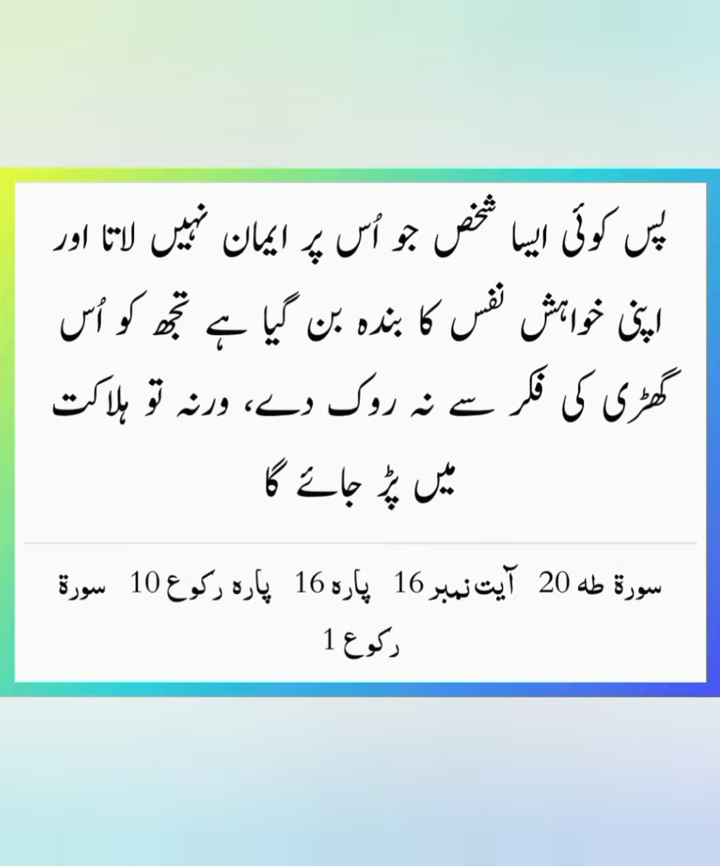 پس کوئی ایسا شخص جو اُس پر ایمان نہیں لاتا اور
اپنی خواہش نفس کا بندہ بن گیا ہے تجھ کو اُس
گھڑی کی فکر سے نہ روک دے، ورنہ تو ہلاکت
میں پڑ جائے گا
سورۃ طه 20 آیت نمبر 16 پارہ 16 پارہ رکوع 10 سورۃ
رکوع 1